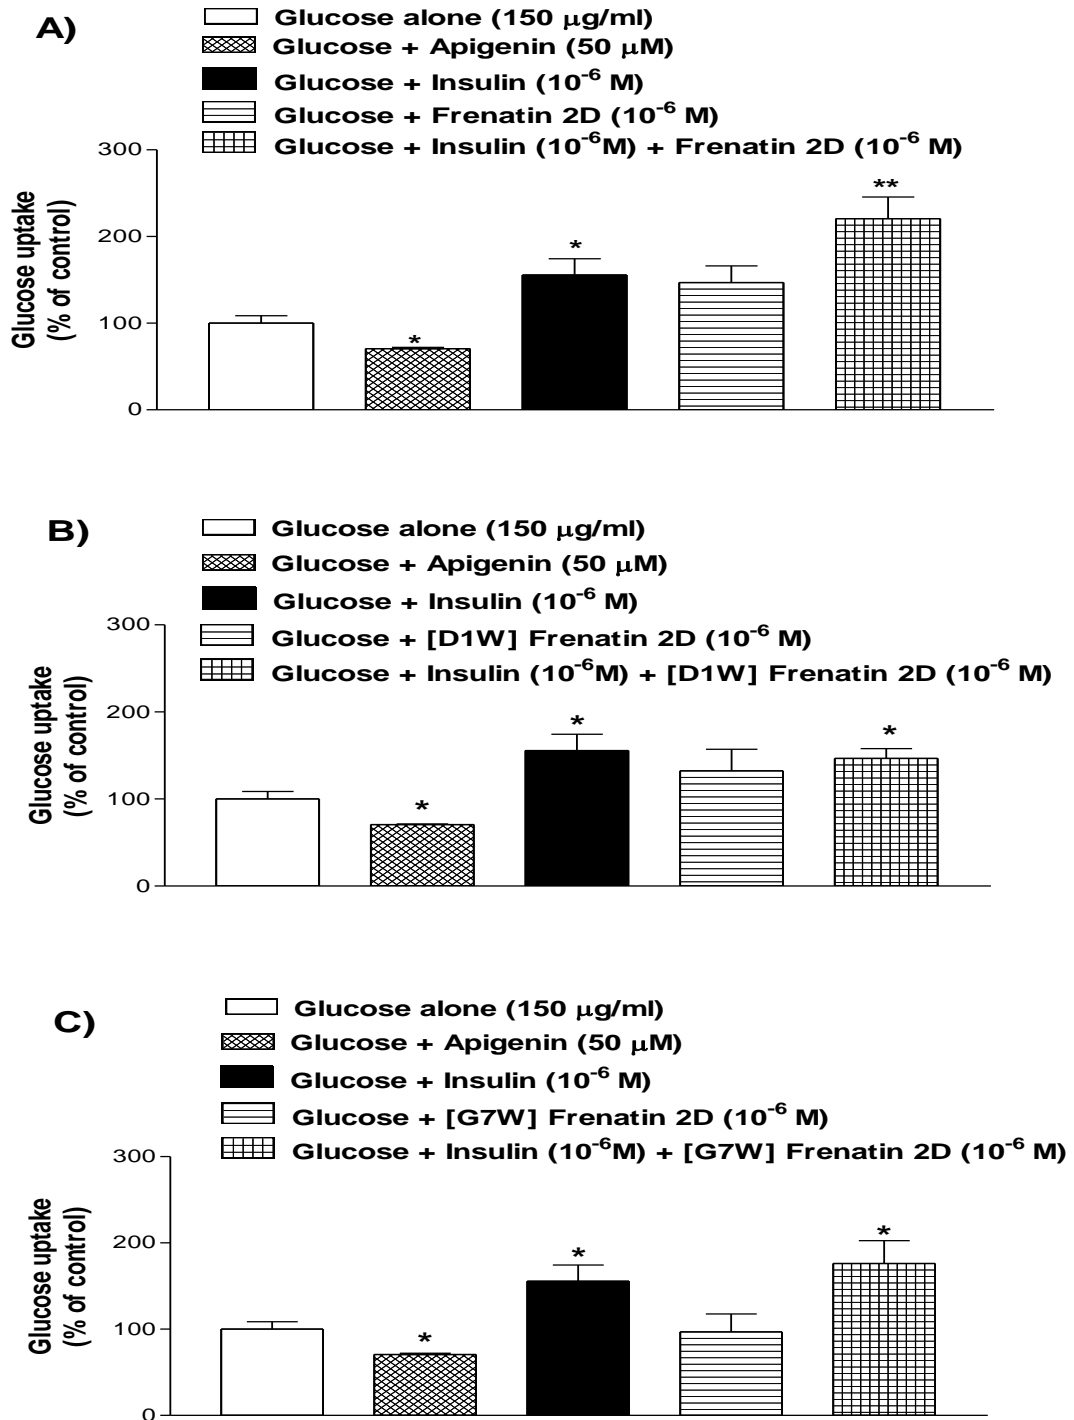 A)
Glucose alone (150 μg/ml)
Glucose + Apigenin (50 μM)
Glucose + Insulin (10⁻⁶ M)
Glucose + Frenatin 2D (10⁻⁶ M)
Glucose + Insulin (10⁻⁶M) + Frenatin 2D (10⁻⁶ M)
Glucose uptake
(% of control)
300
200
100
0
*
*
**
B)
Glucose alone (150 μg/ml)
Glucose + Apigenin (50 μM)
Glucose + Insulin (10⁻⁶ M)
Glucose + [D1W] Frenatin 2D (10⁻⁶ M)
Glucose + Insulin (10⁻⁶M) + [D1W] Frenatin 2D (10⁻⁶ M)
Glucose uptake
(% of control)
300
200
100
0
*
*
*
C)
Glucose alone (150 μg/ml)
Glucose + Apigenin (50 μM)
Glucose + Insulin (10⁻⁶ M)
Glucose + [G7W] Frenatin 2D (10⁻⁶ M)
Glucose + Insulin (10⁻⁶M) + [G7W] Frenatin 2D (10⁻⁶ M)
Glucose uptake
(% of control)
300
200
100
0
*
*
*